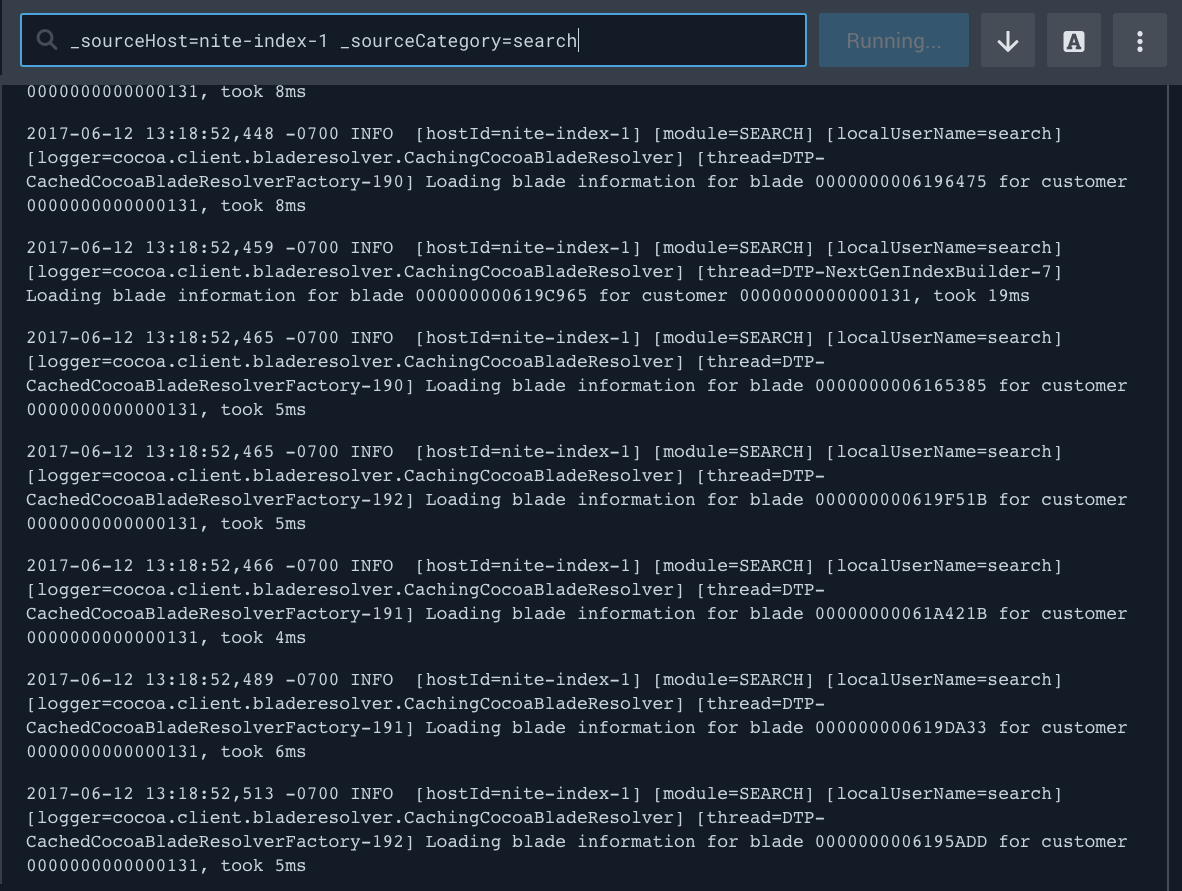 _sourceHost=nite-index-1 _sourceCategory=search
Running...
A
0000000000000131, took 8ms
2017-06-12 13:18:52,448 -0700 INFO  [hostId=nite-index-1] [module=SEARCH] [localUserName=search]
[logger=cocoa.client.bladeresolver.CachingCocoaBladeResolver] [thread=DTP-
CachedCocoaBladeResolverFactory-190] Loading blade information for blade 0000000006196475 for customer
0000000000000131, took 8ms
2017-06-12 13:18:52,459 -0700 INFO  [hostId=nite-index-1] [module=SEARCH] [localUserName=search]
[logger=cocoa.client.bladeresolver.CachingCocoaBladeResolver] [thread=DTP-NextGenIndexBuilder-7]
Loading blade information for blade 000000000619C965 for customer 0000000000000131, took 19ms
2017-06-12 13:18:52,465 -0700 INFO  [hostId=nite-index-1] [module=SEARCH] [localUserName=search]
[logger=cocoa.client.bladeresolver.CachingCocoaBladeResolver] [thread=DTP-
CachedCocoaBladeResolverFactory-190] Loading blade information for blade 0000000006165385 for customer
0000000000000131, took 5ms
2017-06-12 13:18:52,465 -0700 INFO  [hostId=nite-index-1] [module=SEARCH] [localUserName=search]
[logger=cocoa.client.bladeresolver.CachingCocoaBladeResolver] [thread=DTP-
CachedCocoaBladeResolverFactory-192] Loading blade information for blade 000000000619F51B for customer
0000000000000131, took 5ms
2017-06-12 13:18:52,466 -0700 INFO  [hostId=nite-index-1] [module=SEARCH] [localUserName=search]
[logger=cocoa.client.bladeresolver.CachingCocoaBladeResolver] [thread=DTP-
CachedCocoaBladeResolverFactory-191] Loading blade information for blade 00000000061A421B for customer
0000000000000131, took 4ms
2017-06-12 13:18:52,489 -0700 INFO  [hostId=nite-index-1] [module=SEARCH] [localUserName=search]
[logger=cocoa.client.bladeresolver.CachingCocoaBladeResolver] [thread=DTP-
CachedCocoaBladeResolverFactory-191] Loading blade information for blade 000000000619DA33 for customer
0000000000000131, took 6ms
2017-06-12 13:18:52,513 -0700 INFO  [hostId=nite-index-1] [module=SEARCH] [localUserName=search]
[logger=cocoa.client.bladeresolver.CachingCocoaBladeResolver] [thread=DTP-
CachedCocoaBladeResolverFactory-192] Loading blade information for blade 0000000006195ADD for customer
0000000000000131, took 5ms